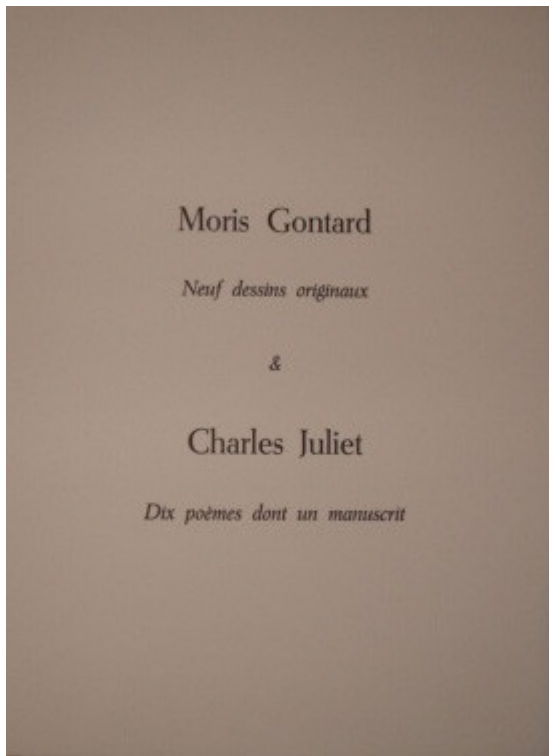 Moris Gontard
Neuf dessins originaux
&
Charles Juliet
Dix poèmes dont un manuscrit